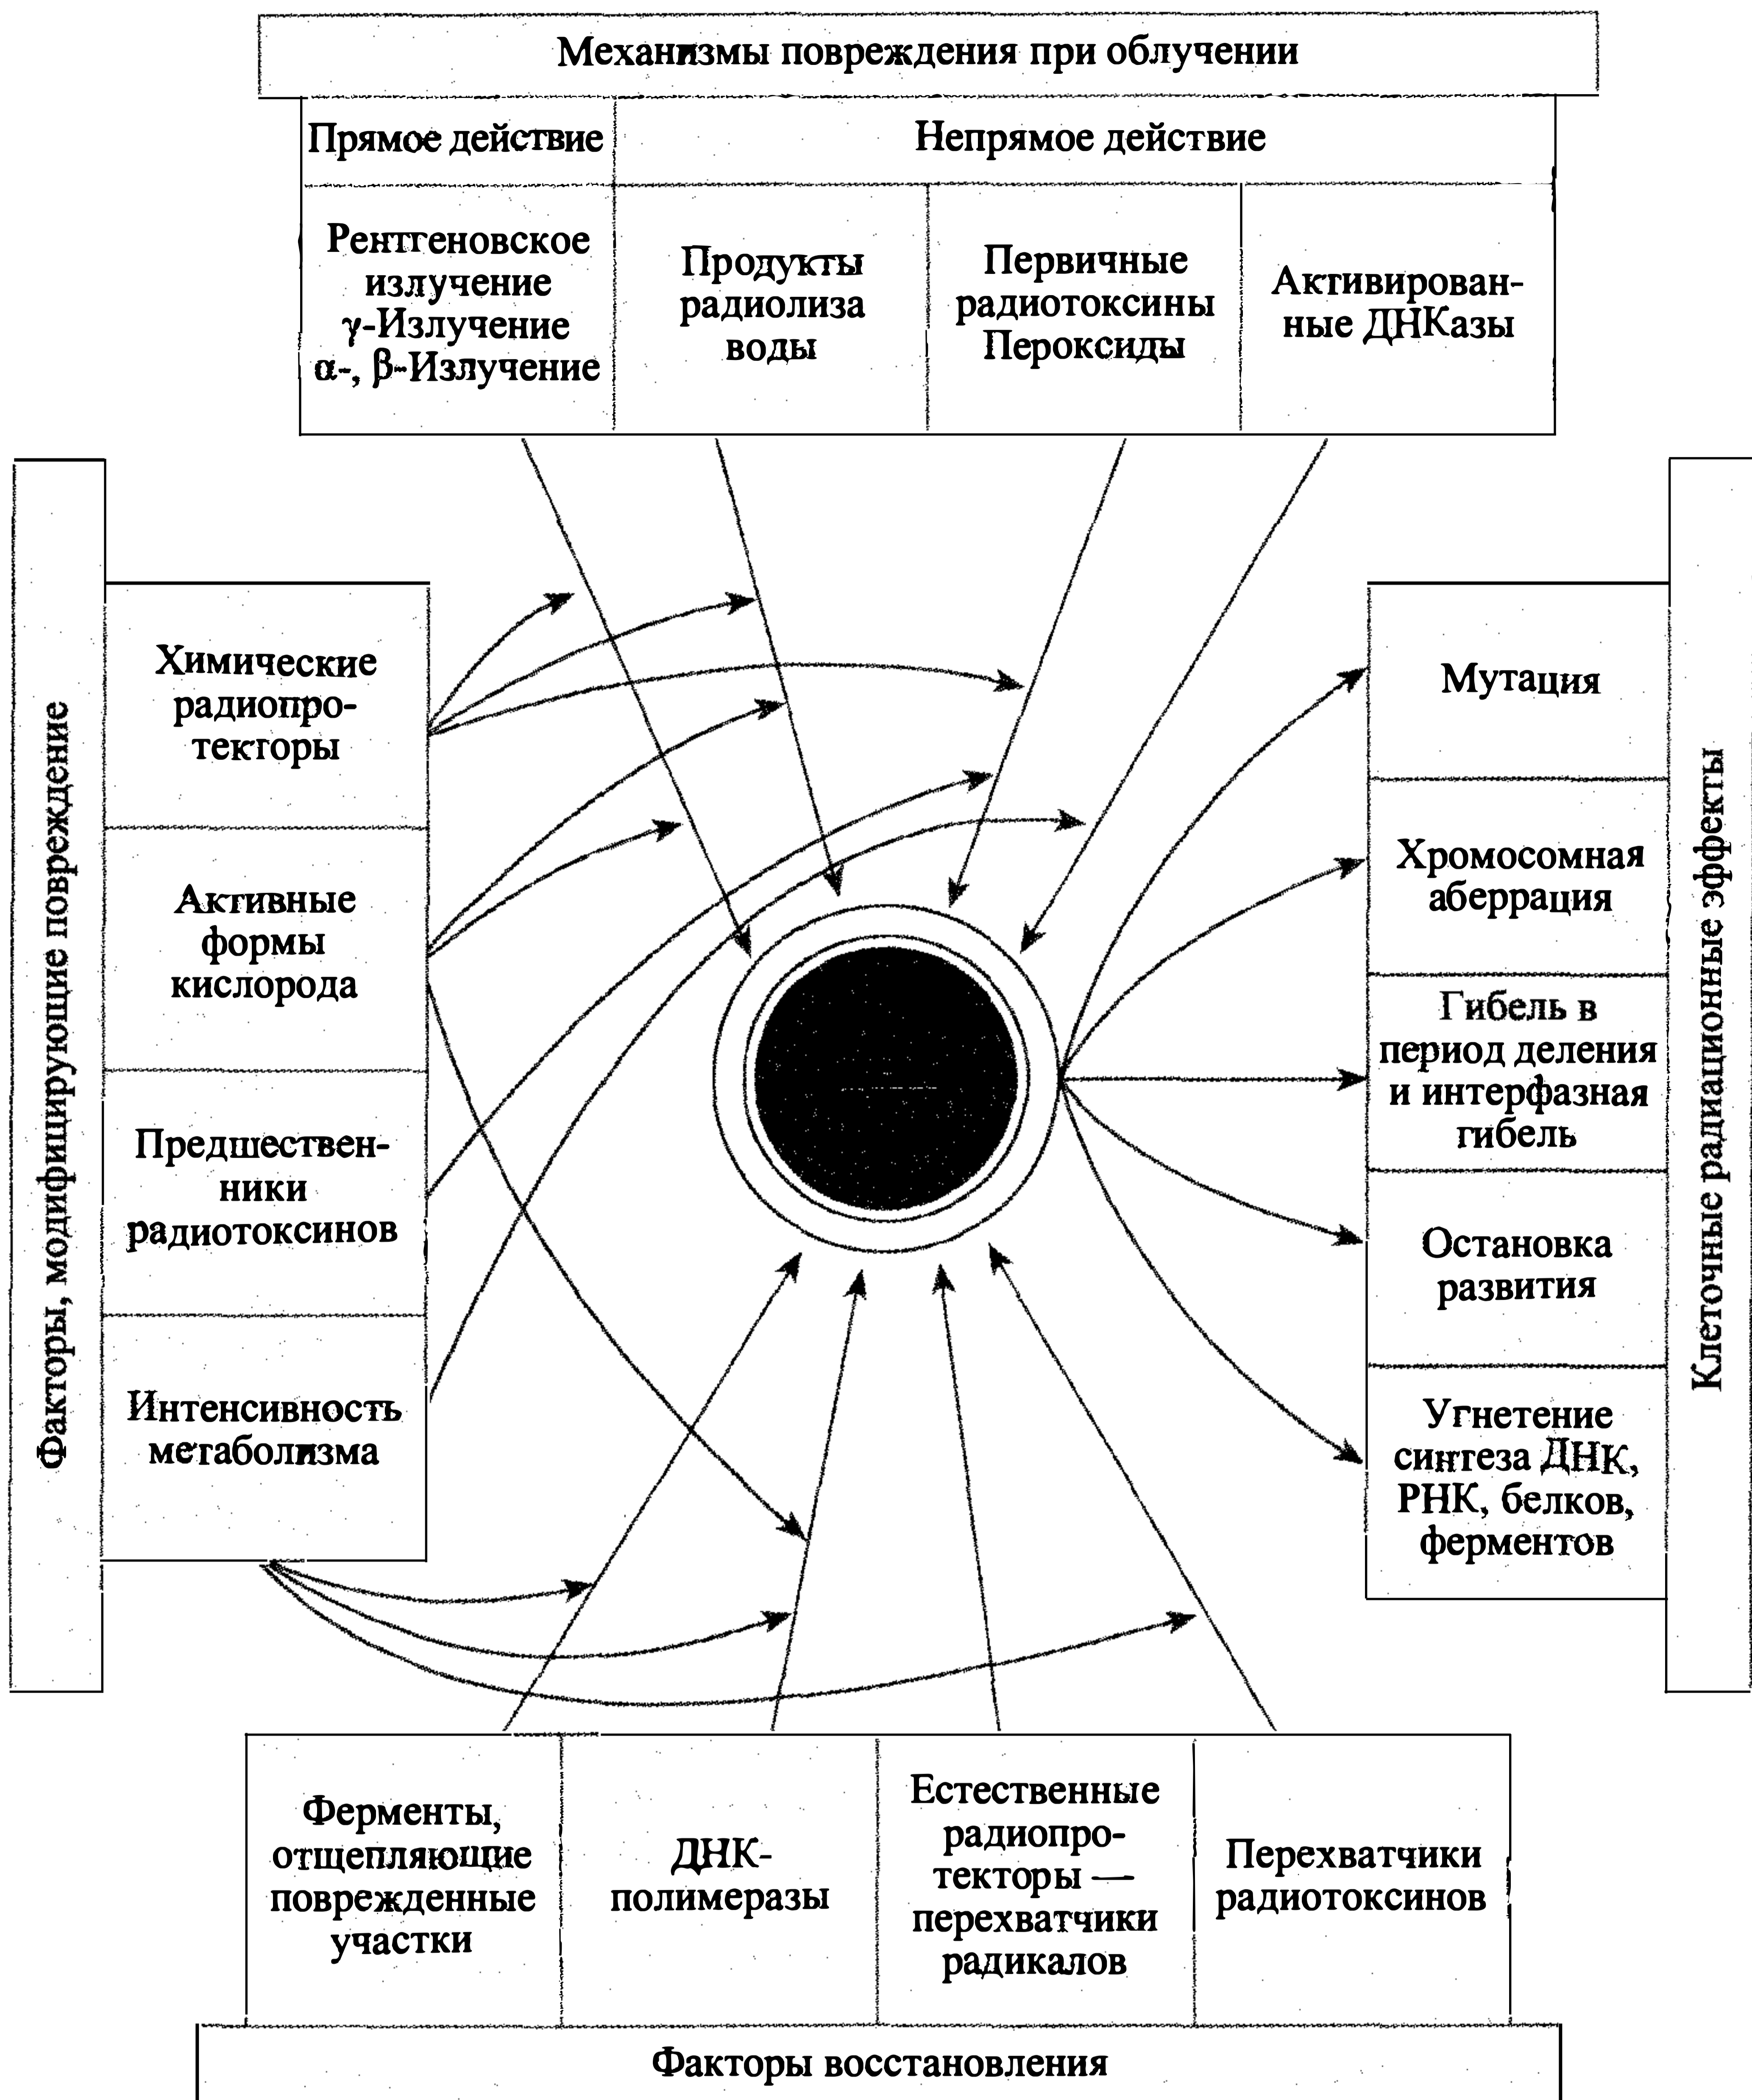 Механизмы повреждения при облучении
Прямое действие
Непрямое действие
Рентгеновское
излучение
γ-Излучение
α-, β-Излучение
Продукты
радиолиза
воды
Первичные
радиотоксины
Пероксиды
Активирован-
ные ДНКазы
Факторы, модифицирующие повреждение
Химические
радиопро-
текторы
Активные
формы
кислорода
Предшествен-
ники
радиотоксинов
Интенсивность
метаболизма
Мутация
Хромосомная
аберрация
Гибель в
период деления
и интерфазная
гибель
Остановка
развития
Угнетение
синтеза ДНК,
РНК, белков,
ферментов
Клеточные радиационные эффекты
Ферменты,
отщепляющие
поврежденные
участки
ДНК-
полимеразы
Естественные
радиопро-
текторы —
перехватчики
радикалов
Перехватчики
радиотоксинов
Факторы восстановления